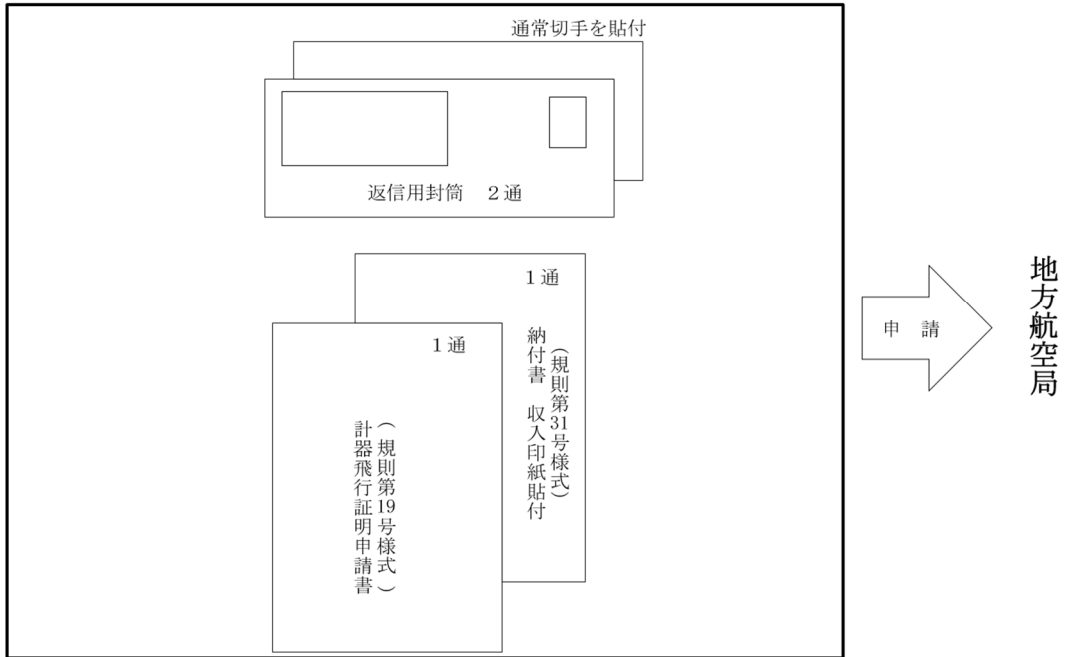 通常切手を貼付
返信用封筒　２通
１通
納付書　収入印紙貼付
（規則第31号様式）
１通
計器飛行証明申請書
（規則第19号様式）
申　請
地方航空局